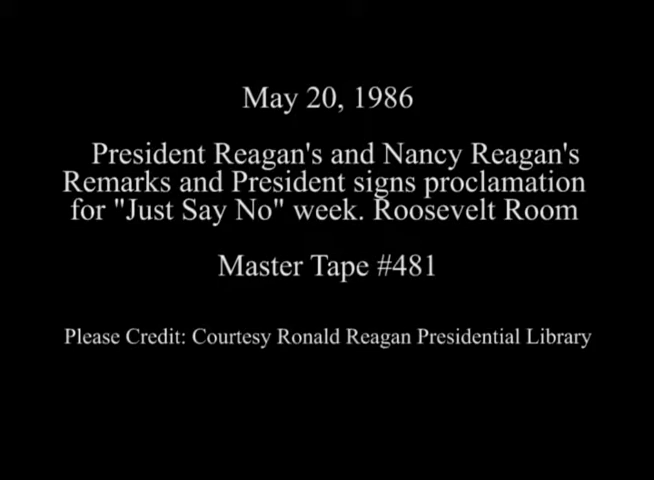 May 20, 1986
President Reagan's and Nancy Reagan's
Remarks and President signs proclamation
for "Just Say No" week. Roosevelt Room
Master Tape #481
Please Credit: Courtesy Ronald Reagan Presidential Library